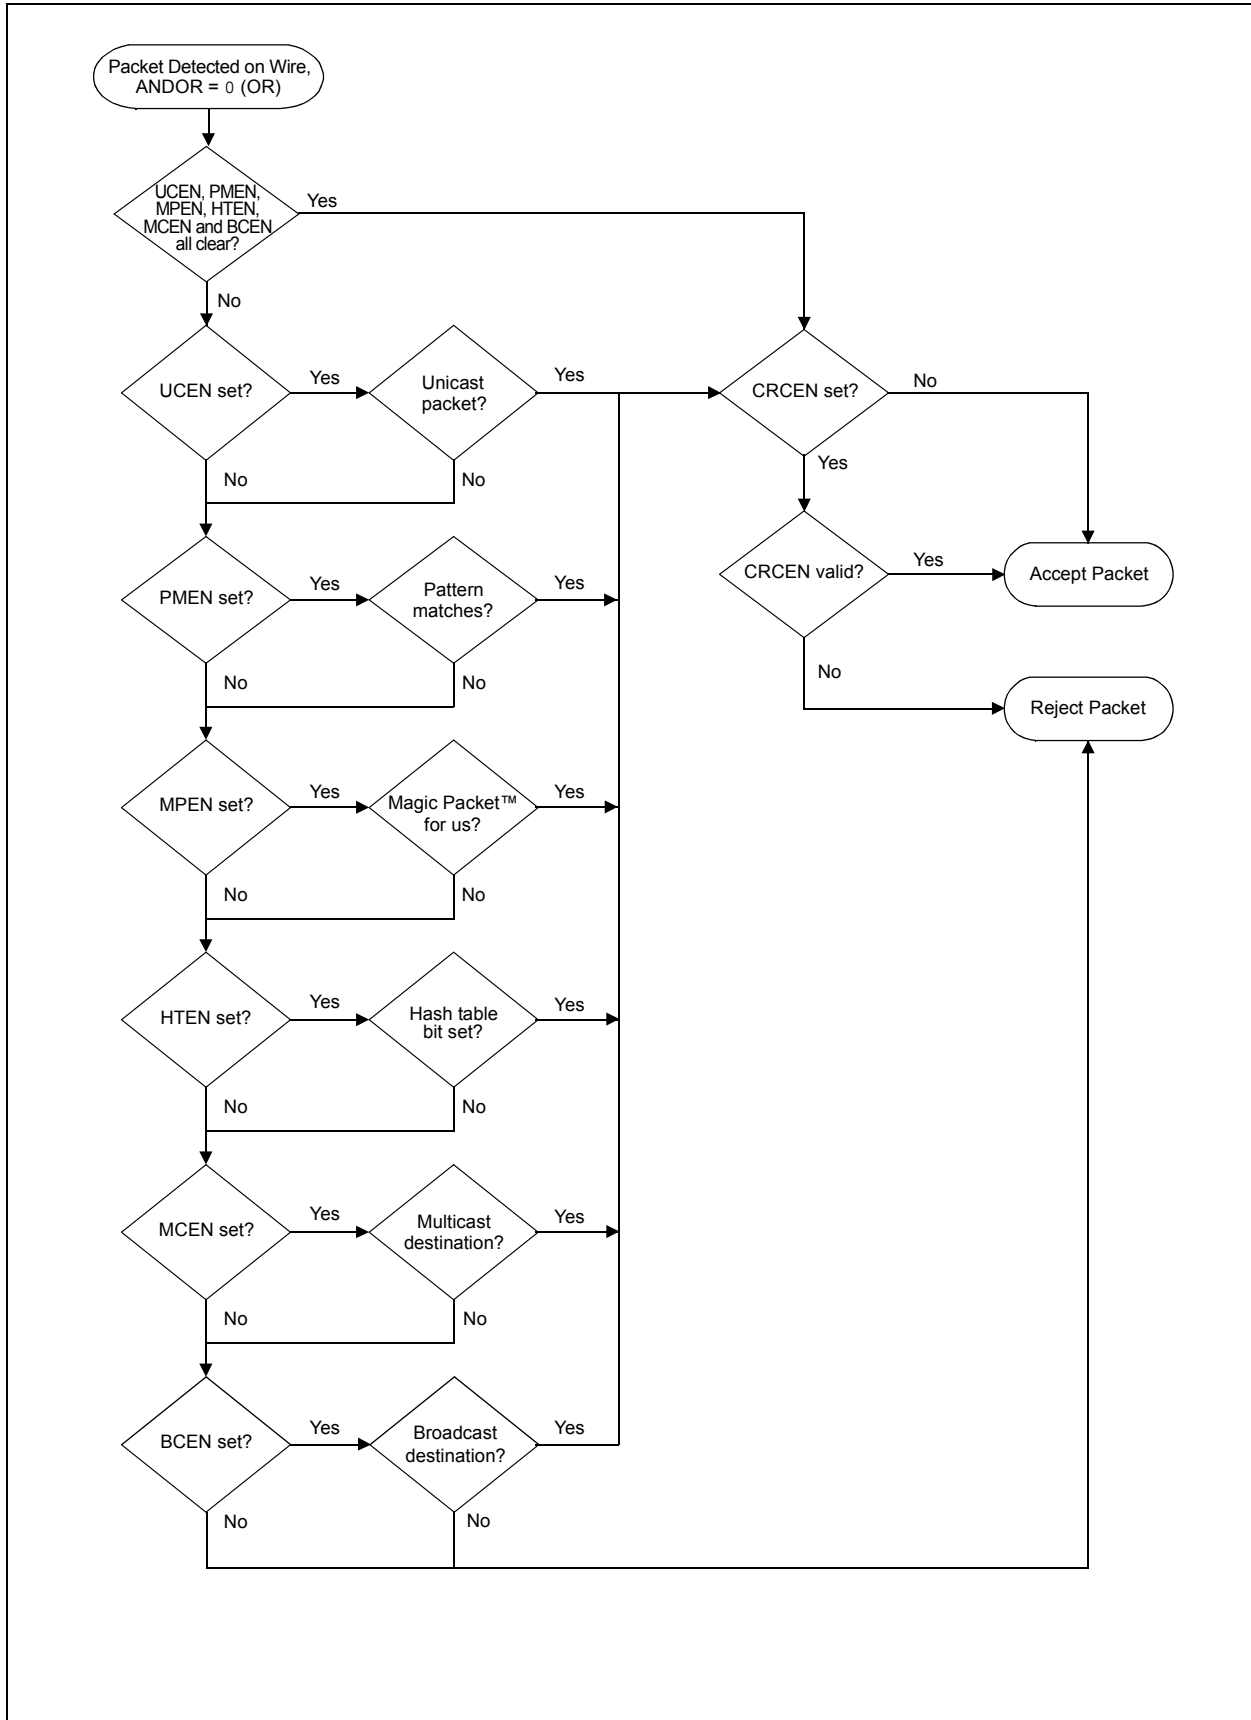 Packet Detected on Wire,
ANDOR = 0 (OR)
UCEN, PMEN,
MPEN, HTEN,
MCEN and BCEN
all clear?
Yes
No
UCEN set?
Yes
Unicast
packet?
Yes
CRCEN set?
No
No
No
Yes
PMEN set?
Yes
Pattern
matches?
Yes
CRCEN valid?
Yes
Accept Packet
No
No
No
Reject Packet
MPEN set?
Yes
Magic Packet™
for us?
Yes
No
No
HTEN set?
Yes
Hash table
bit set?
Yes
No
No
MCEN set?
Yes
Multicast
destination?
Yes
No
No
BCEN set?
Yes
Broadcast
destination?
Yes
No
No